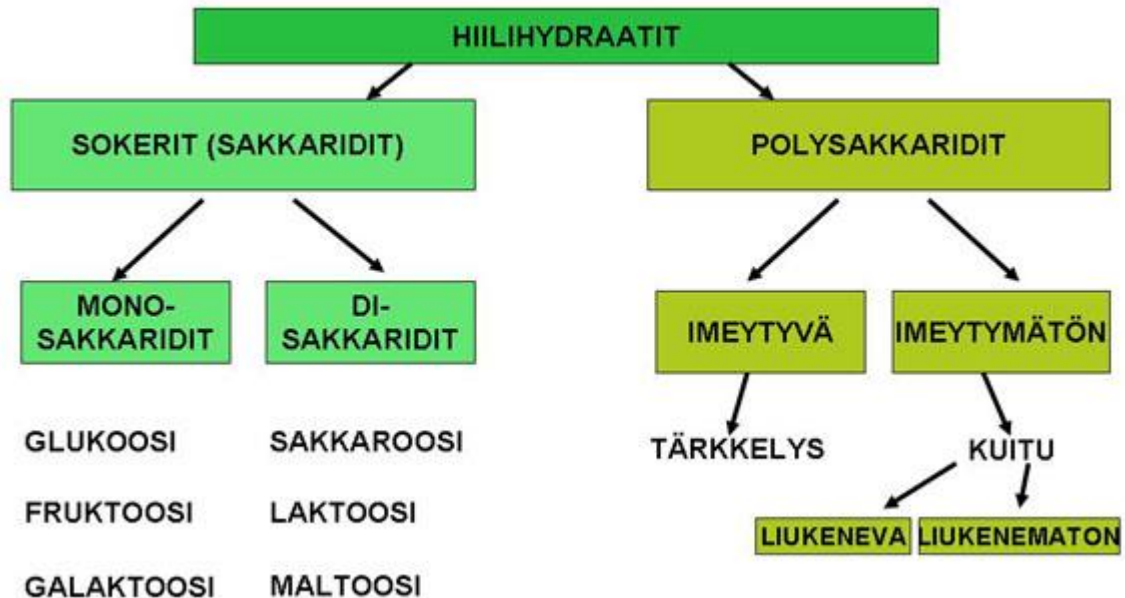 HIILIHYDRAATIT
SOKERIT (SAKKARIDIT)
POLYSAKKARIDIT
MONO-
SAKKARIDIT
DI-
SAKKARIDIT
IMEYTYVÄ
IMEYTYMÄTÖN
GLUKOOSI
SAKKAROOSI
TÄRKKELYS
KUITU
FRUKTOOSI
LAKTOOSI
LIUKENEVA
LIUKENEMATON
GALAKTOOSI
MALTOOSI